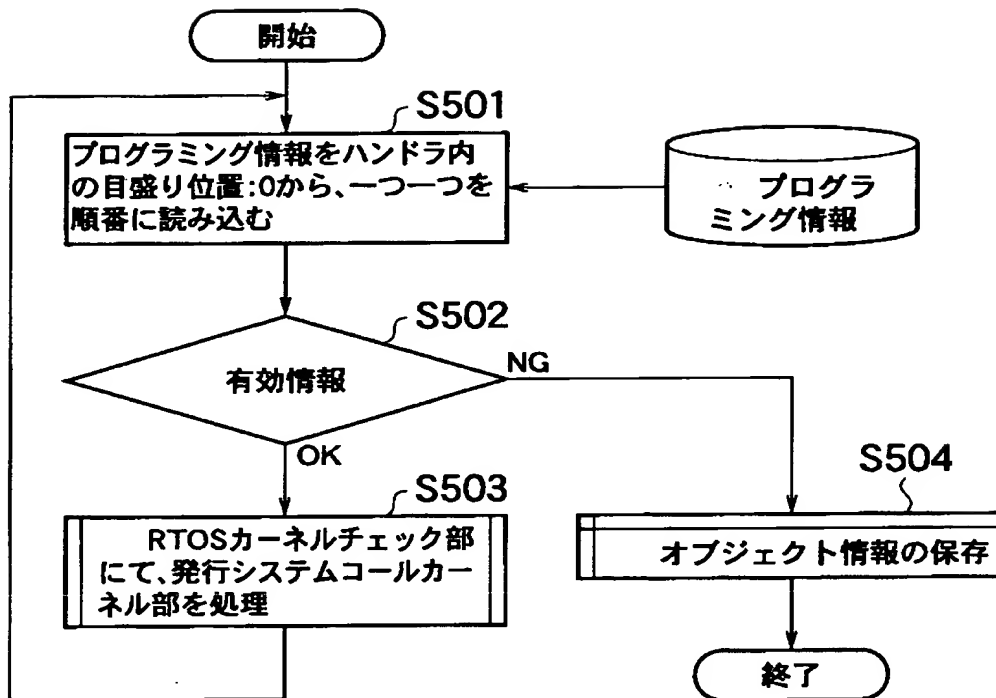 開始
S501
プログラミング情報をハンドラ内
の目盛り位置:0から、一つ一つを
順番に読み込む
プログラ
ミング情報
S502
有効情報
NG
OK
S503
RTOSカーネルチェック部
にて、発行システムコールカー
ネル部を処理
S504
オブジェクト情報の保存
終了